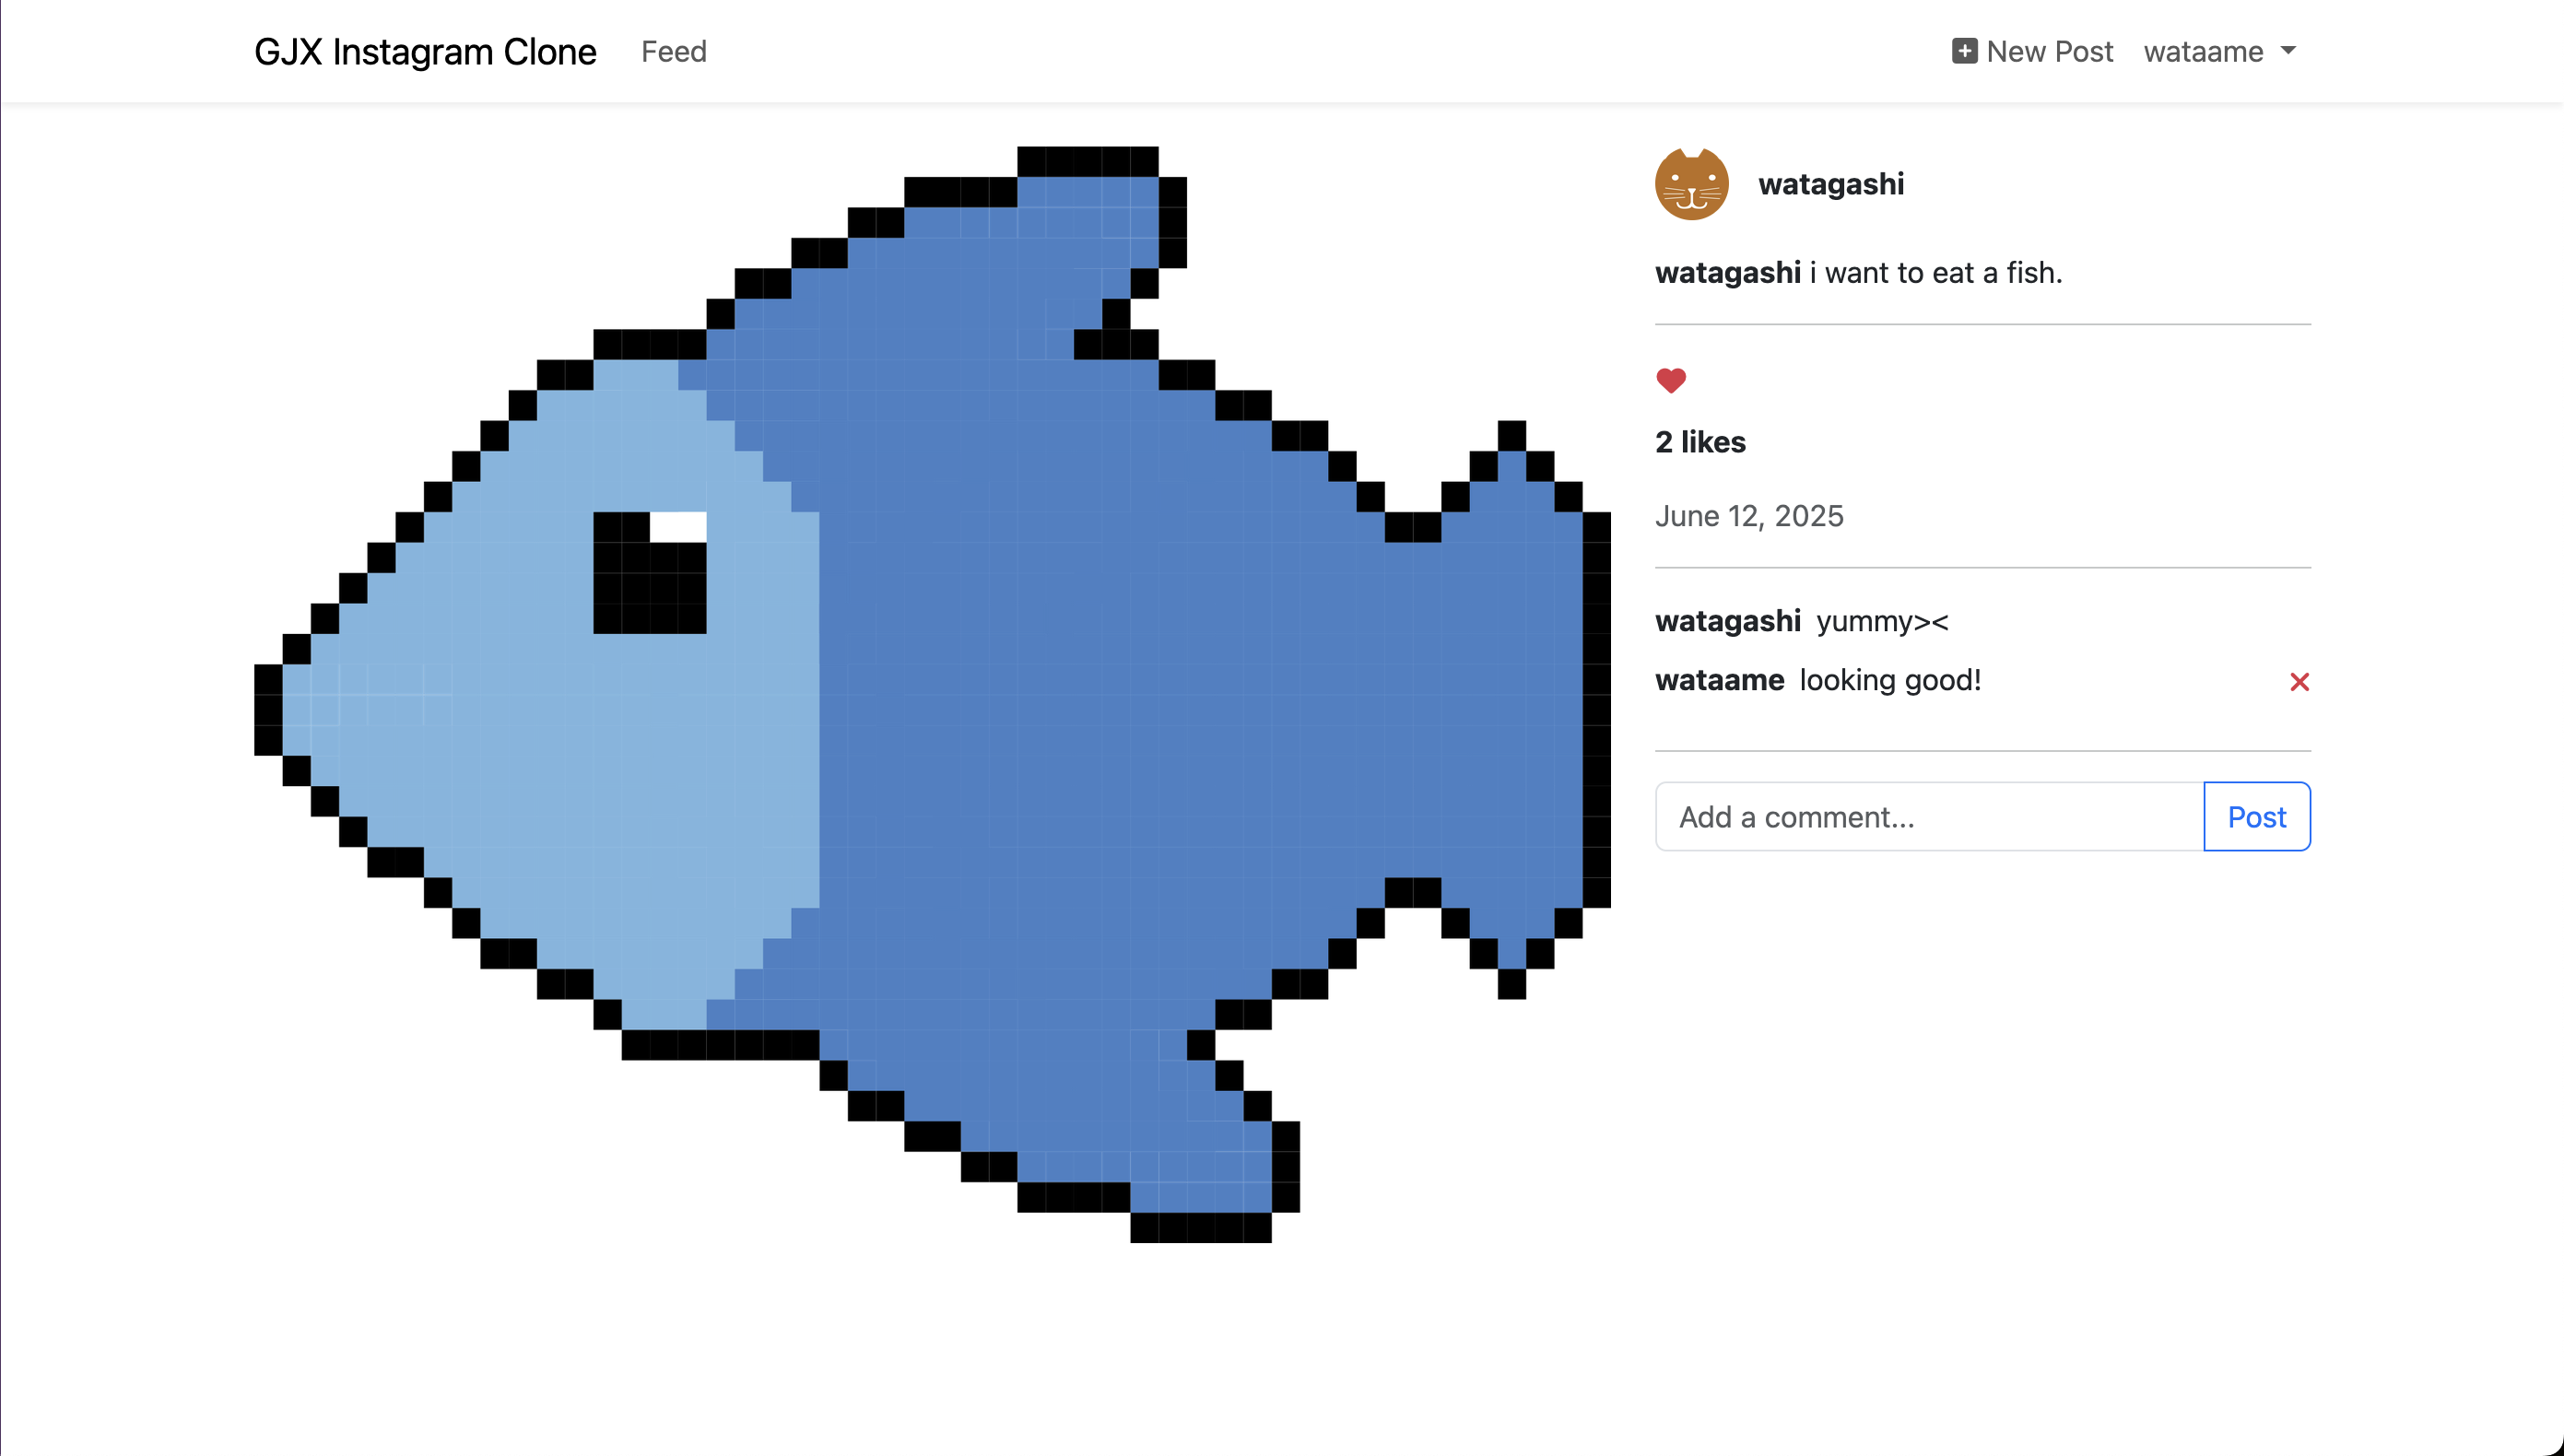 GJX Instagram Clone Feed New Post wataame
watagashi
watagashi i want to eat a fish.
2 likes
June 12, 2025
watagashi yummy><
wataame looking good!
Add a comment... Post